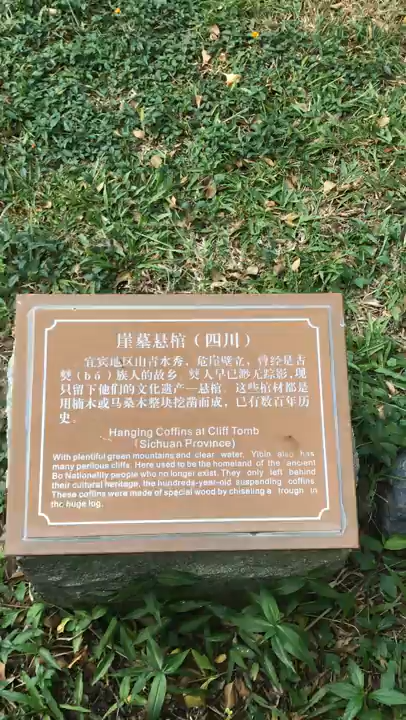 崖墓悬棺（四川）
宜宾地区山青水秀，危崖壁立，曾经是古
僰（bó）族人的故乡。僰人早已渺无踪影，现
只留下他们的文化遗产—悬棺。这些棺材都是
用楠木或马桑木整块挖凿而成，已有数百年历
史。
Hanging Coffins at Cliff Tomb
(Sichuan Province)
With plentiful green mountains and clear water, Yibin also has
many perilous cliffs. Here used to be the homeland of the ancient
Bo Nationality people who no longer exist. They only left behind
their cultural heritage, the hundreds-year-old suspending coffins.
These coffins were made of special wood by chiseling a trough in
the huge log.